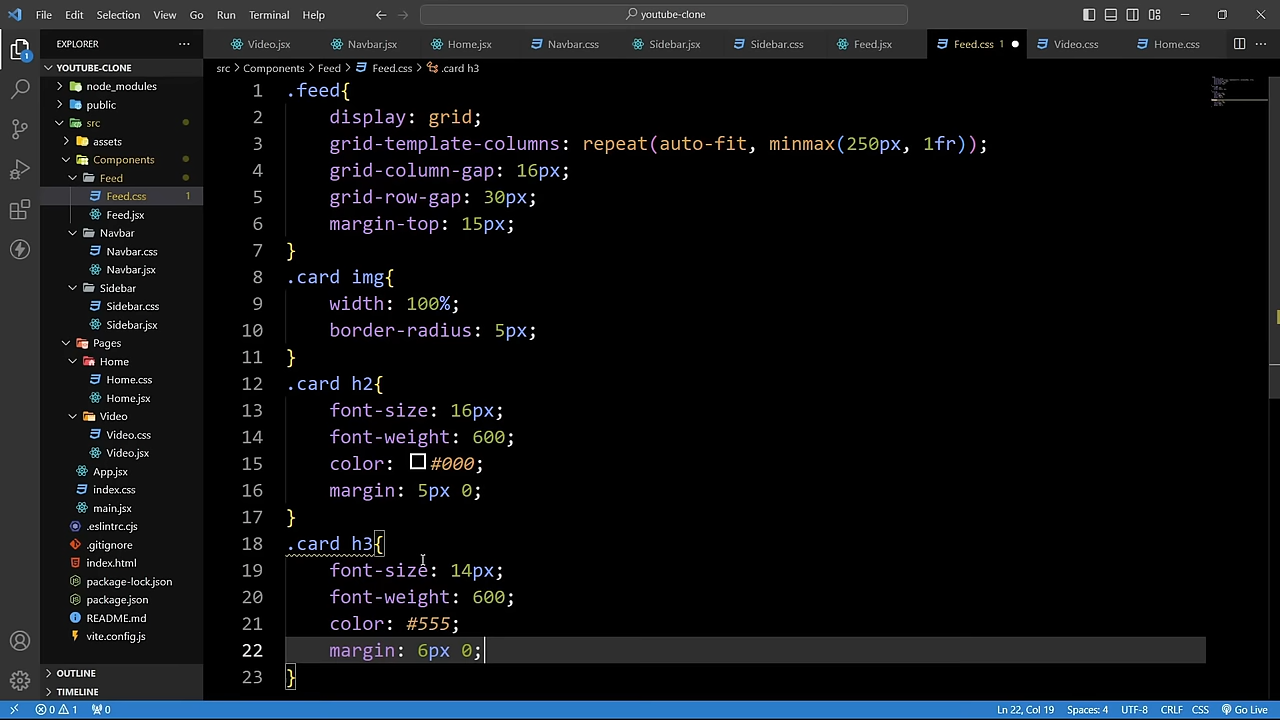 File Edit Selection View Go Run Terminal Help
youtube-clone
EXPLORER
Video.jsx Navbar.jsx Home.jsx Navbar.css Sidebar.jsx Sidebar.css Feed.jsx Feed.css 1 Video.css Home.css
YOUTUBE-CLONE
src > Components > Feed > Feed.css > .card h3
node_modules
public
src
assets
Components
Feed
Feed.css 1
Feed.jsx
Navbar
Navbar.css
Navbar.jsx
Sidebar
Sidebar.css
Sidebar.jsx
Pages
Home
Home.css
Home.jsx
Video
Video.css
Video.jsx
App.jsx
index.css
main.jsx
.eslintrc.cjs
.gitignore
index.html
package-lock.json
package.json
README.md
vite.config.js
OUTLINE
TIMELINE
1 .feed{
2 display: grid;
3 grid-template-columns: repeat(auto-fit, minmax(250px, 1fr));
4 grid-column-gap: 16px;
5 grid-row-gap: 30px;
6 margin-top: 15px;
7 }
8 .card img{
9 width: 100%;
10 border-radius: 5px;
11 }
12 .card h2{
13 font-size: 16px;
14 font-weight: 600;
15 color: #000;
16 margin: 5px 0;
17 }
18 .card h3{
19 font-size: 14px;
20 font-weight: 600;
21 color: #555;
22 margin: 6px 0;
23 }
0 1 0 Ln 22, Col 19 Spaces: 4 UTF-8 CRLF CSS Go Live
1